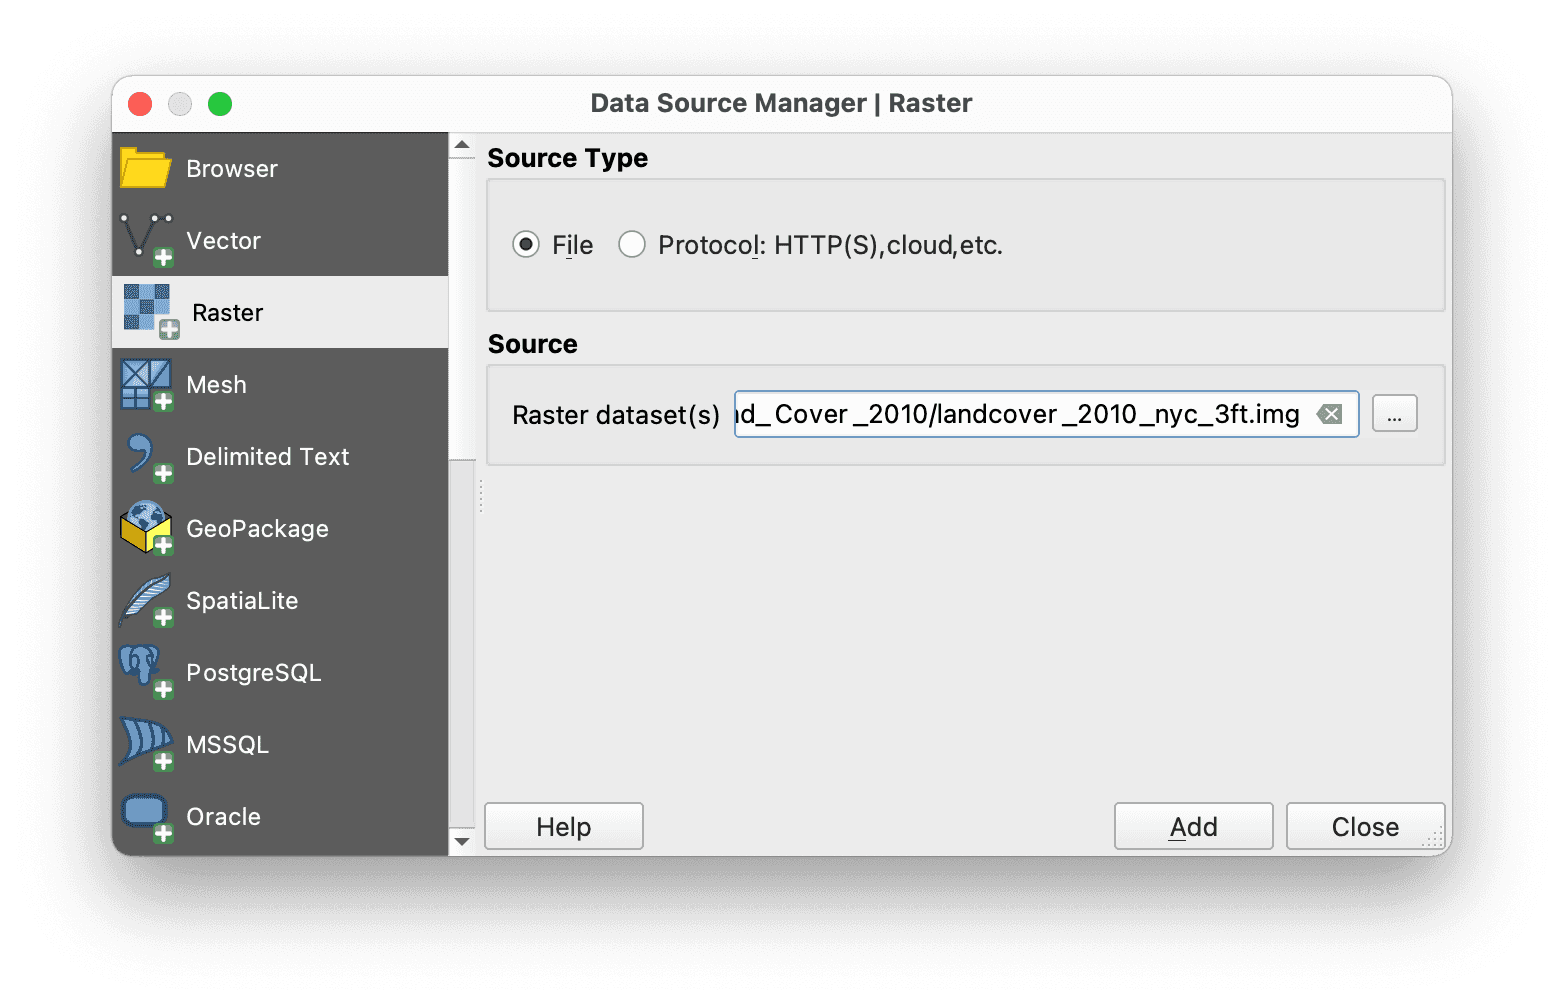 Data Source Manager | Raster
Browser
Vector
Raster
Mesh
Delimited Text
GeoPackage
SpatiaLite
PostgreSQL
MSSQL
Oracle
Source Type
File
Protocol: HTTP(S),cloud,etc.
Source
Raster dataset(s)
d_Cover_2010/landcover_2010_nyc_3ft.img
...
Help
Add
Close